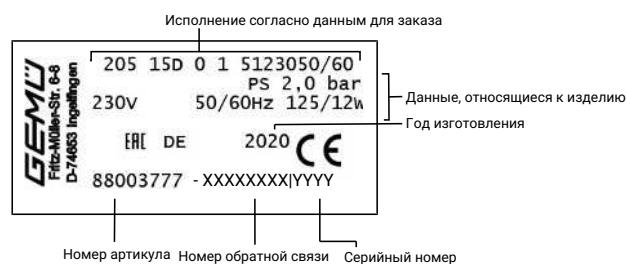 Исполнение согласно данным для заказа
GEMÜ
Fritz-Müller-Str. 6-8
D-74653 Ingelfingen
205 15D 0 1 5123050/60
PS 2,0 bar
230V 50/60Hz 125/12W
Данные, относящиеся к изделию
Год изготовления
EAC DE 2020 CE
88003777 - XXXXXXXX|YYYY
Номер артикула Номер обратной связи Серийный номер